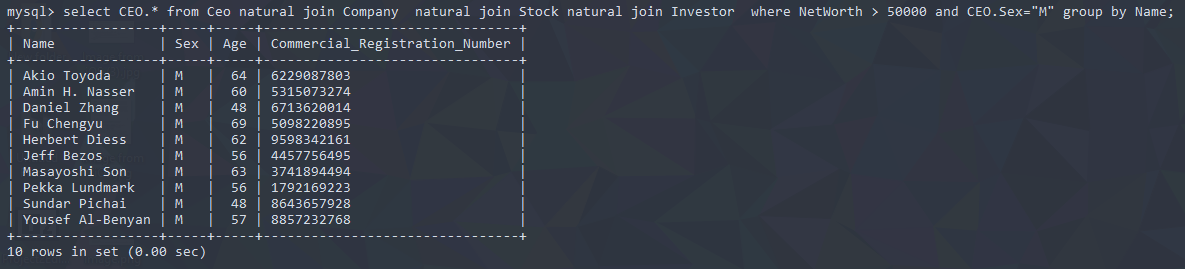 mysql> select CEO.* from Ceo natural join Company  natural join Stock natural join Investor  where NetWorth > 50000 and CEO.Sex="M" group by Name;
+------------------+-----+-----+--------------------------------+
| Name             | Sex | Age | Commercial_Registration_Number |
+------------------+-----+-----+--------------------------------+
| Akio Toyoda      | M   |  64 | 6229087803                     |
| Amin H. Nasser   | M   |  60 | 5315073274                     |
| Daniel Zhang     | M   |  48 | 6713620014                     |
| Fu Chengyu       | M   |  69 | 5098220895                     |
| Herbert Diess    | M   |  62 | 9598342161                     |
| Jeff Bezos       | M   |  56 | 4457756495                     |
| Masayoshi Son    | M   |  63 | 3741894494                     |
| Pekka Lundmark   | M   |  56 | 1792169223                     |
| Sundar Pichai    | M   |  48 | 8643657928                     |
| Yousef Al-Benyan | M   |  57 | 8857232768                     |
+------------------+-----+-----+--------------------------------+
10 rows in set (0.00 sec)